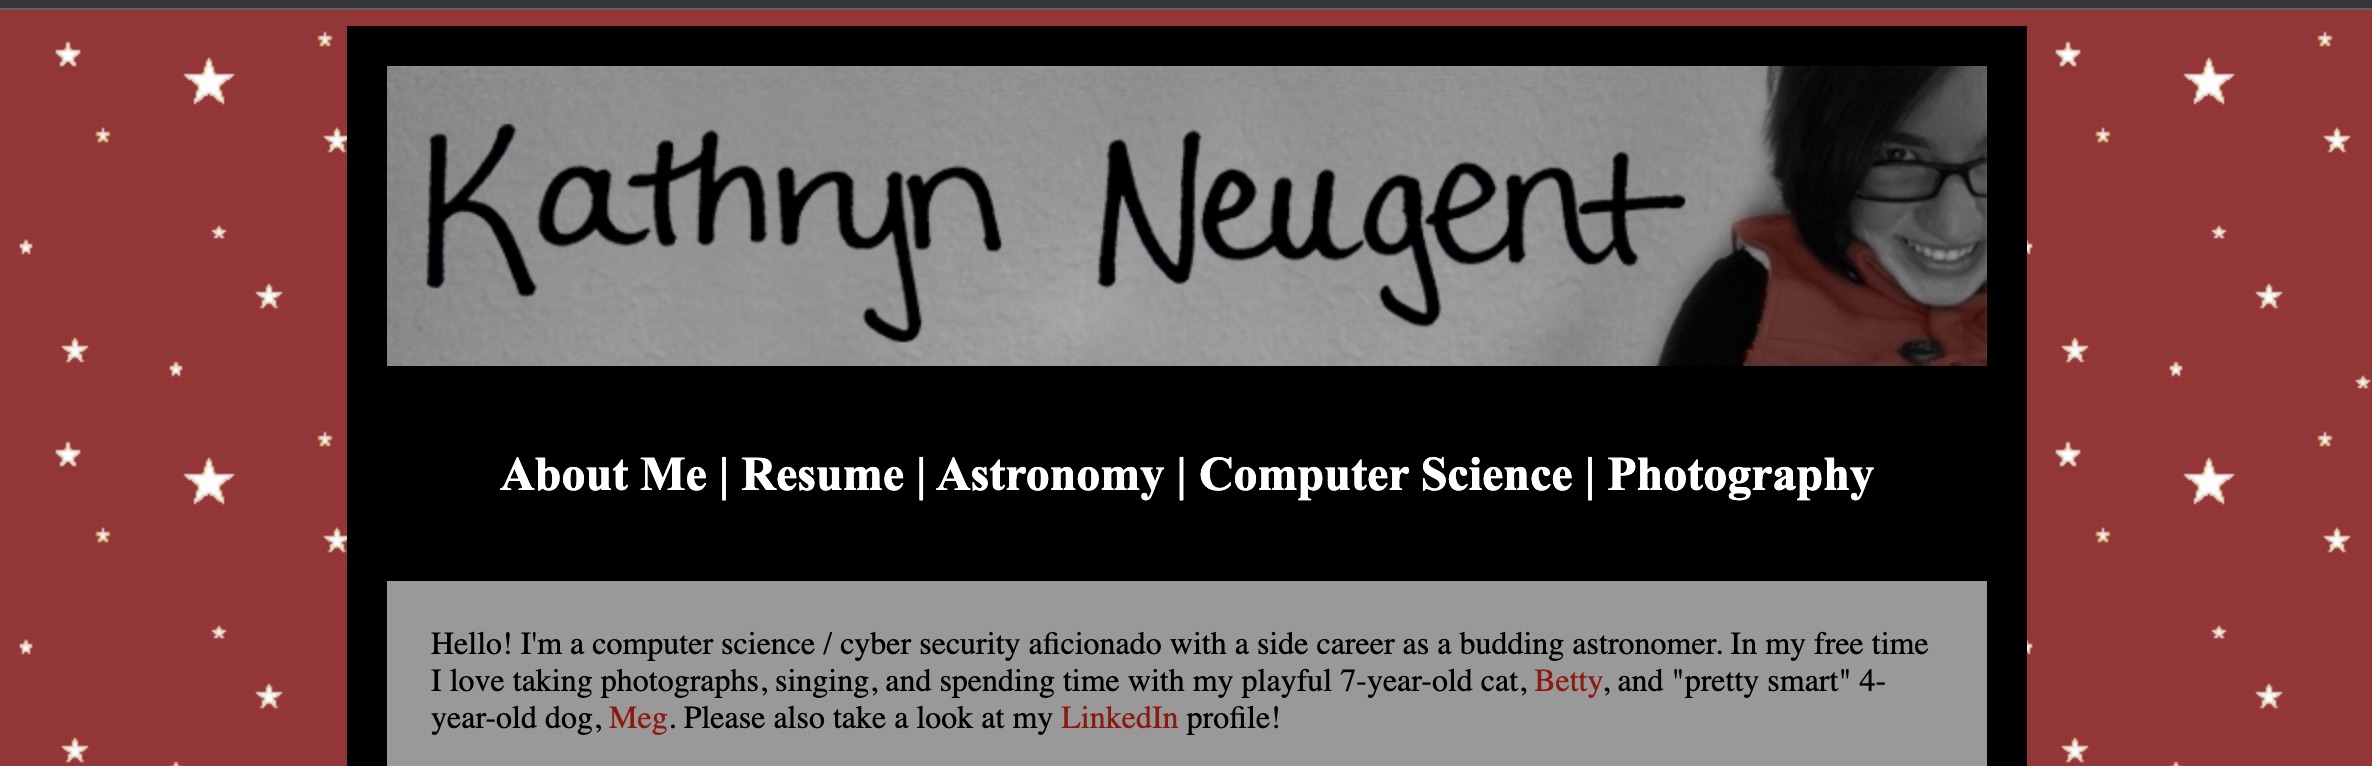 Kathryn Neugent
About Me | Resume | Astronomy | Computer Science | Photography
Hello! I'm a computer science / cyber security aficionado with a side career as a budding astronomer. In my free time
I love taking photographs, singing, and spending time with my playful 7-year-old cat, Betty, and "pretty smart" 4-
year-old dog, Meg. Please also take a look at my LinkedIn profile!